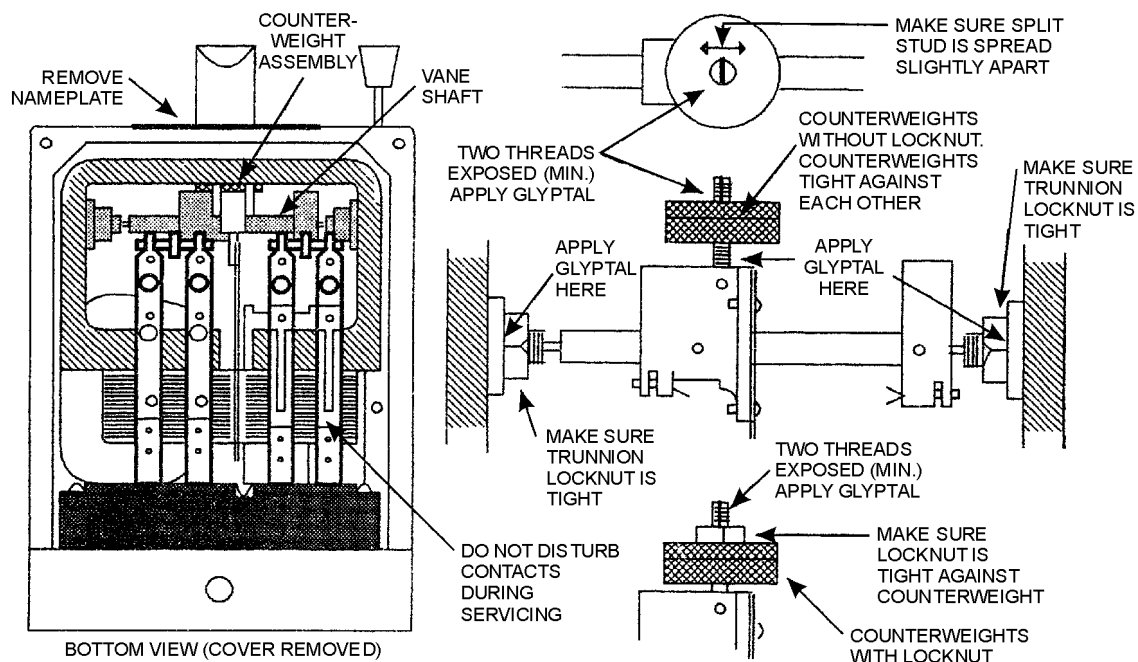 COUNTER-
WEIGHT
ASSEMBLY
REMOVE
NAMEPLATE
VANE
SHAFT
DO NOT DISTURB
CONTACTS
DURING
SERVICING
BOTTOM VIEW (COVER REMOVED)
MAKE SURE SPLIT
STUD IS SPREAD
SLIGHTLY APART
TWO THREADS
EXPOSED (MIN.)
APPLY GLYPTAL
COUNTERWEIGHTS
WITHOUT LOCKNUT.
COUNTERWEIGHTS
TIGHT AGAINST
EACH OTHER
MAKE SURE
TRUNNION
LOCKNUT IS
TIGHT
APPLY
GLYPTAL
HERE
APPLY
GLYPTAL
HERE
MAKE SURE
TRUNNION
LOCKNUT IS
TIGHT
TWO THREADS
EXPOSED (MIN.)
APPLY GLYPTAL
MAKE SURE
LOCKNUT IS
TIGHT AGAINST
COUNTERWEIGHT
COUNTERWEIGHTS
WITH LOCKNUT